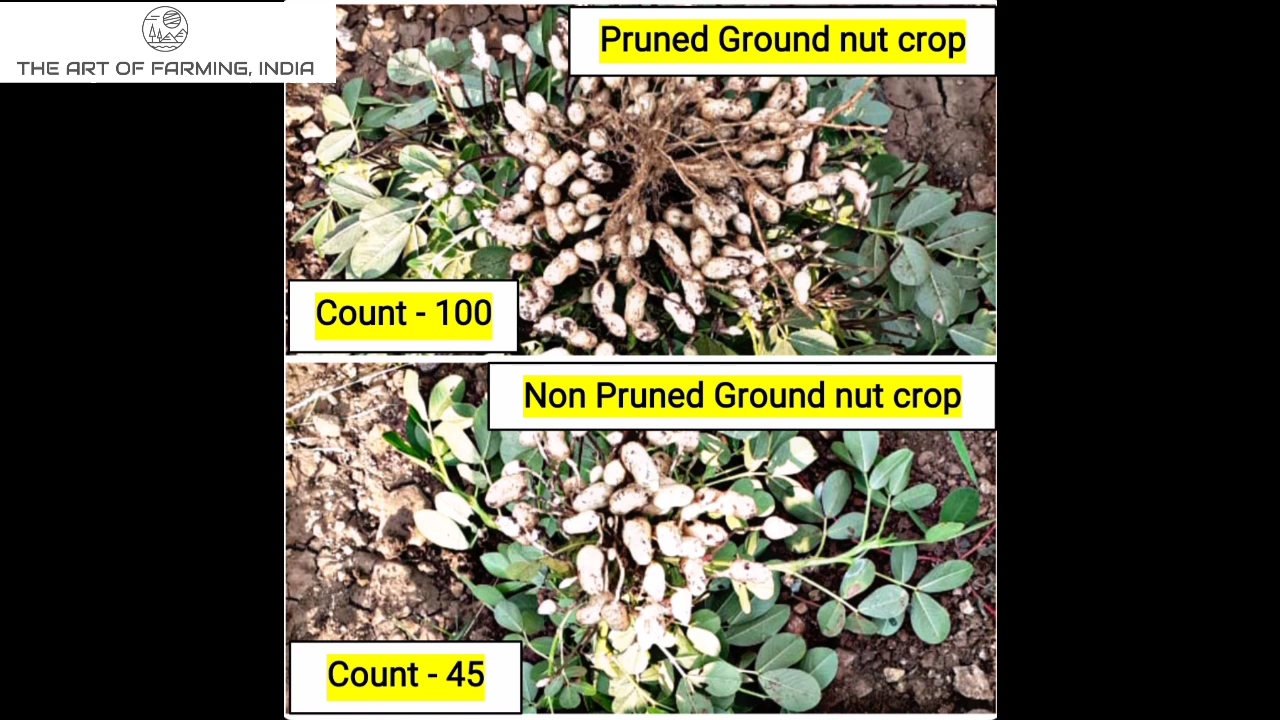 THE ART OF FARMING, INDIA
Pruned Ground nut crop
Count - 100
Non Pruned Ground nut crop
Count - 45